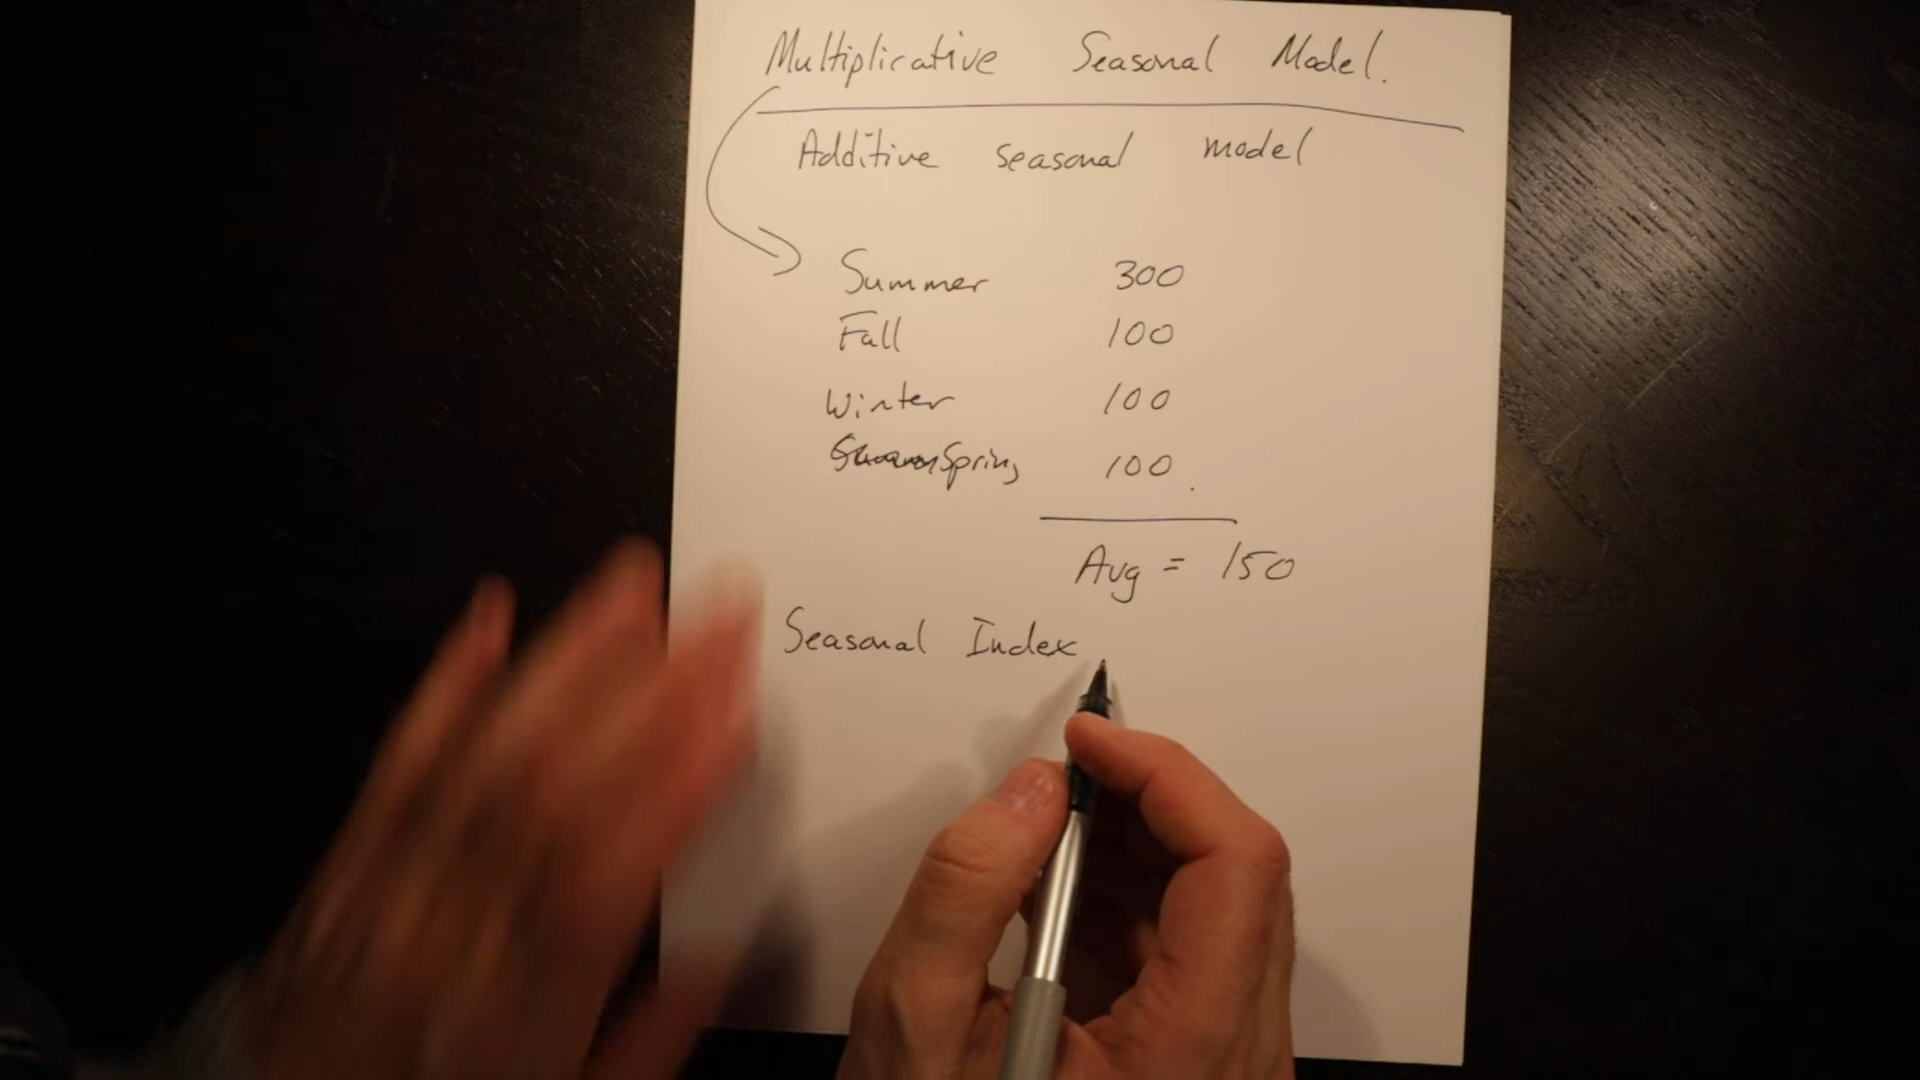 Multiplicative Seasonal Model.
Additive seasonal model
Summer 300
Fall 100
Winter 100
Spring 100
Avg = 150
Seasonal Index